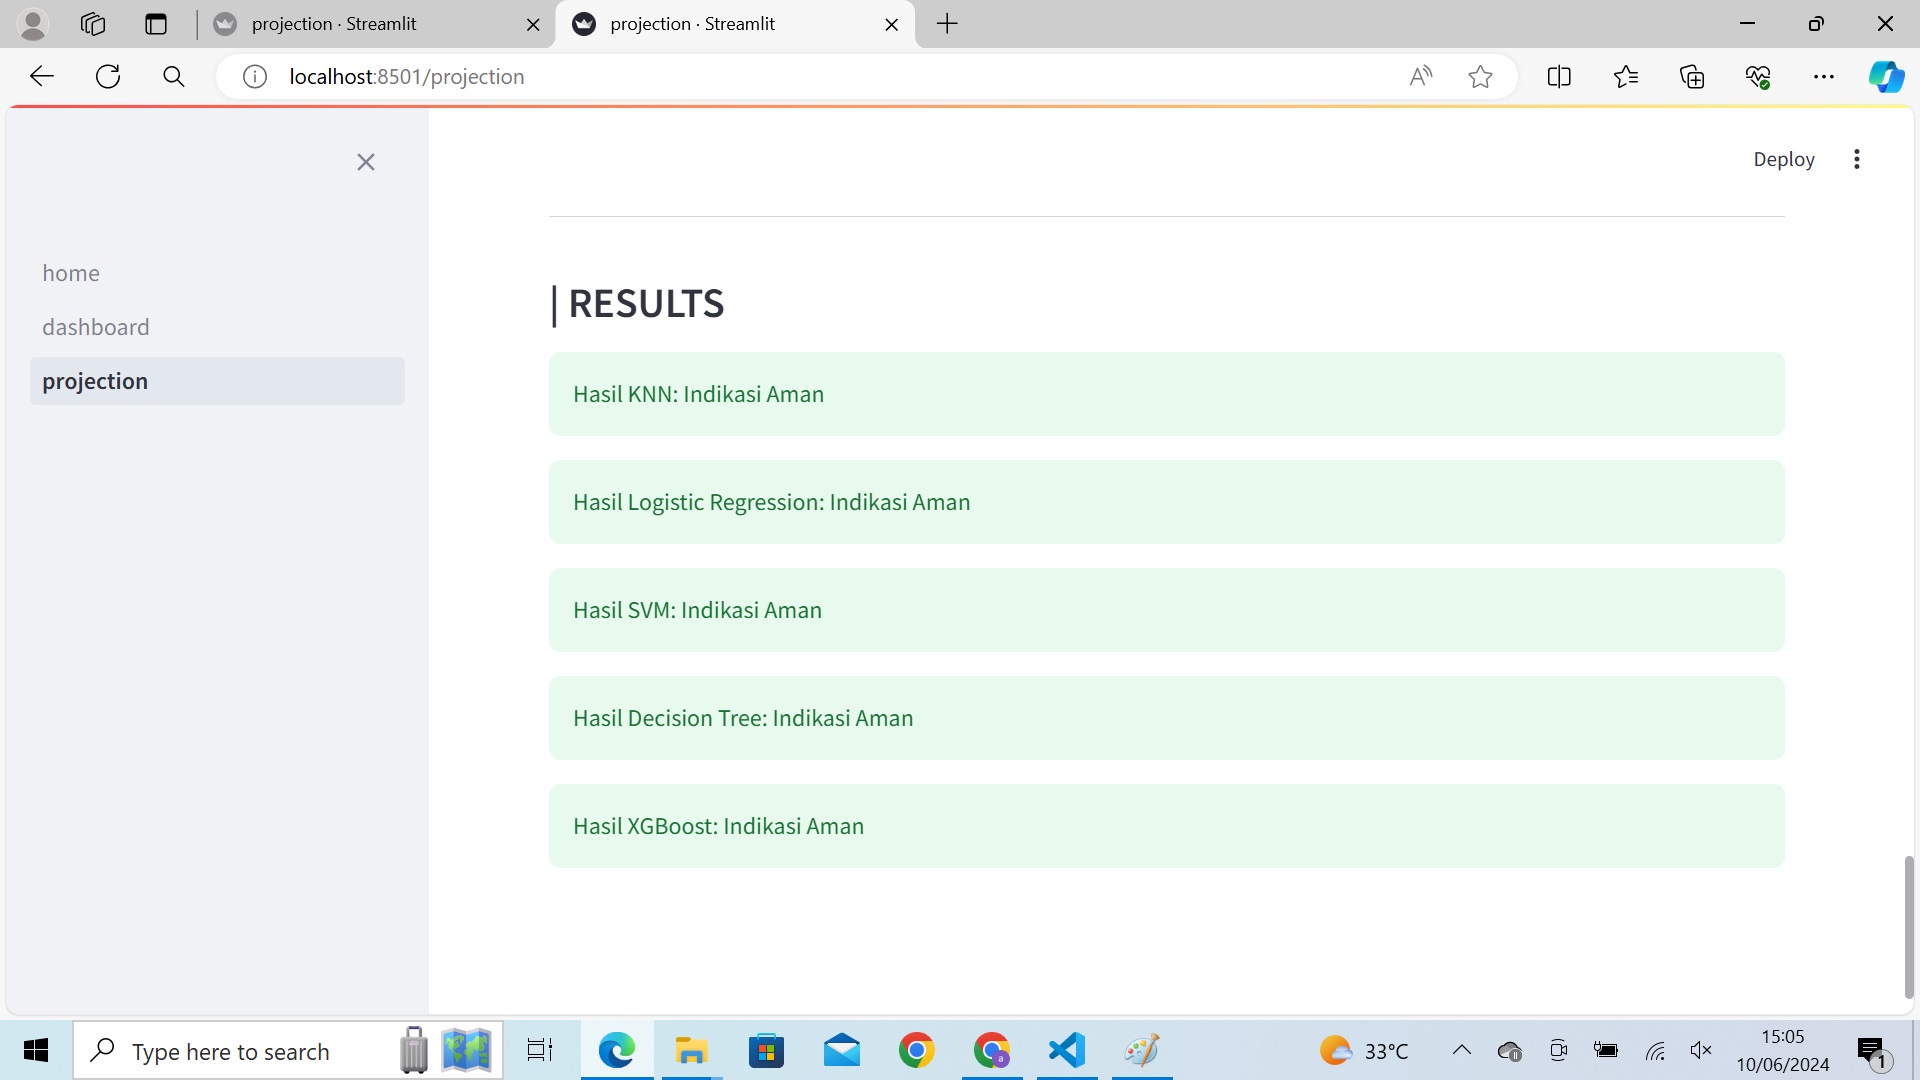 projection · Streamlit
projection · Streamlit
localhost:8501/projection
Deploy
home
dashboard
projection
| RESULTS
Hasil KNN: Indikasi Aman
Hasil Logistic Regression: Indikasi Aman
Hasil SVM: Indikasi Aman
Hasil Decision Tree: Indikasi Aman
Hasil XGBoost: Indikasi Aman
Type here to search
a
33°C
15:05
10/06/2024
1